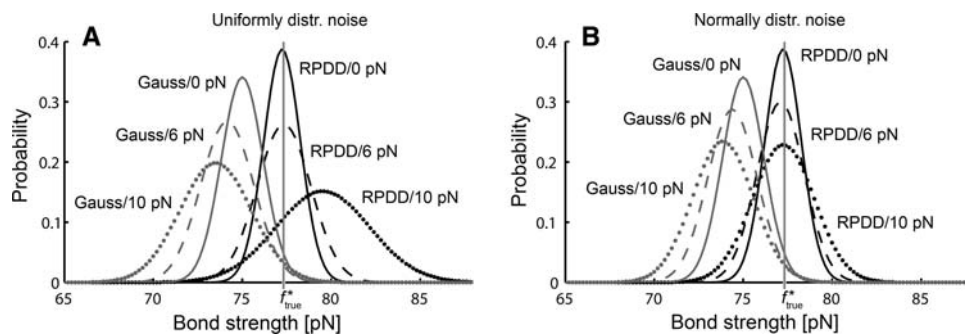 Uniformly distr. noise
A
0.4
0.3
0.2
0.1
0
Probability
Gauss/0 pN
Gauss/6 pN
Gauss/10 pN
RPDD/0 pN
RPDD/6 pN
RPDD/10 pN
65 70 75 80 85
f*true
Bond strength [pN]
Normally distr. noise
B
0.4
0.3
0.2
0.1
0
Probability
Gauss/0 pN
Gauss/6 pN
Gauss/10 pN
RPDD/0 pN
RPDD/6 pN
RPDD/10 pN
65 70 75 80 85
f*true
Bond strength [pN]